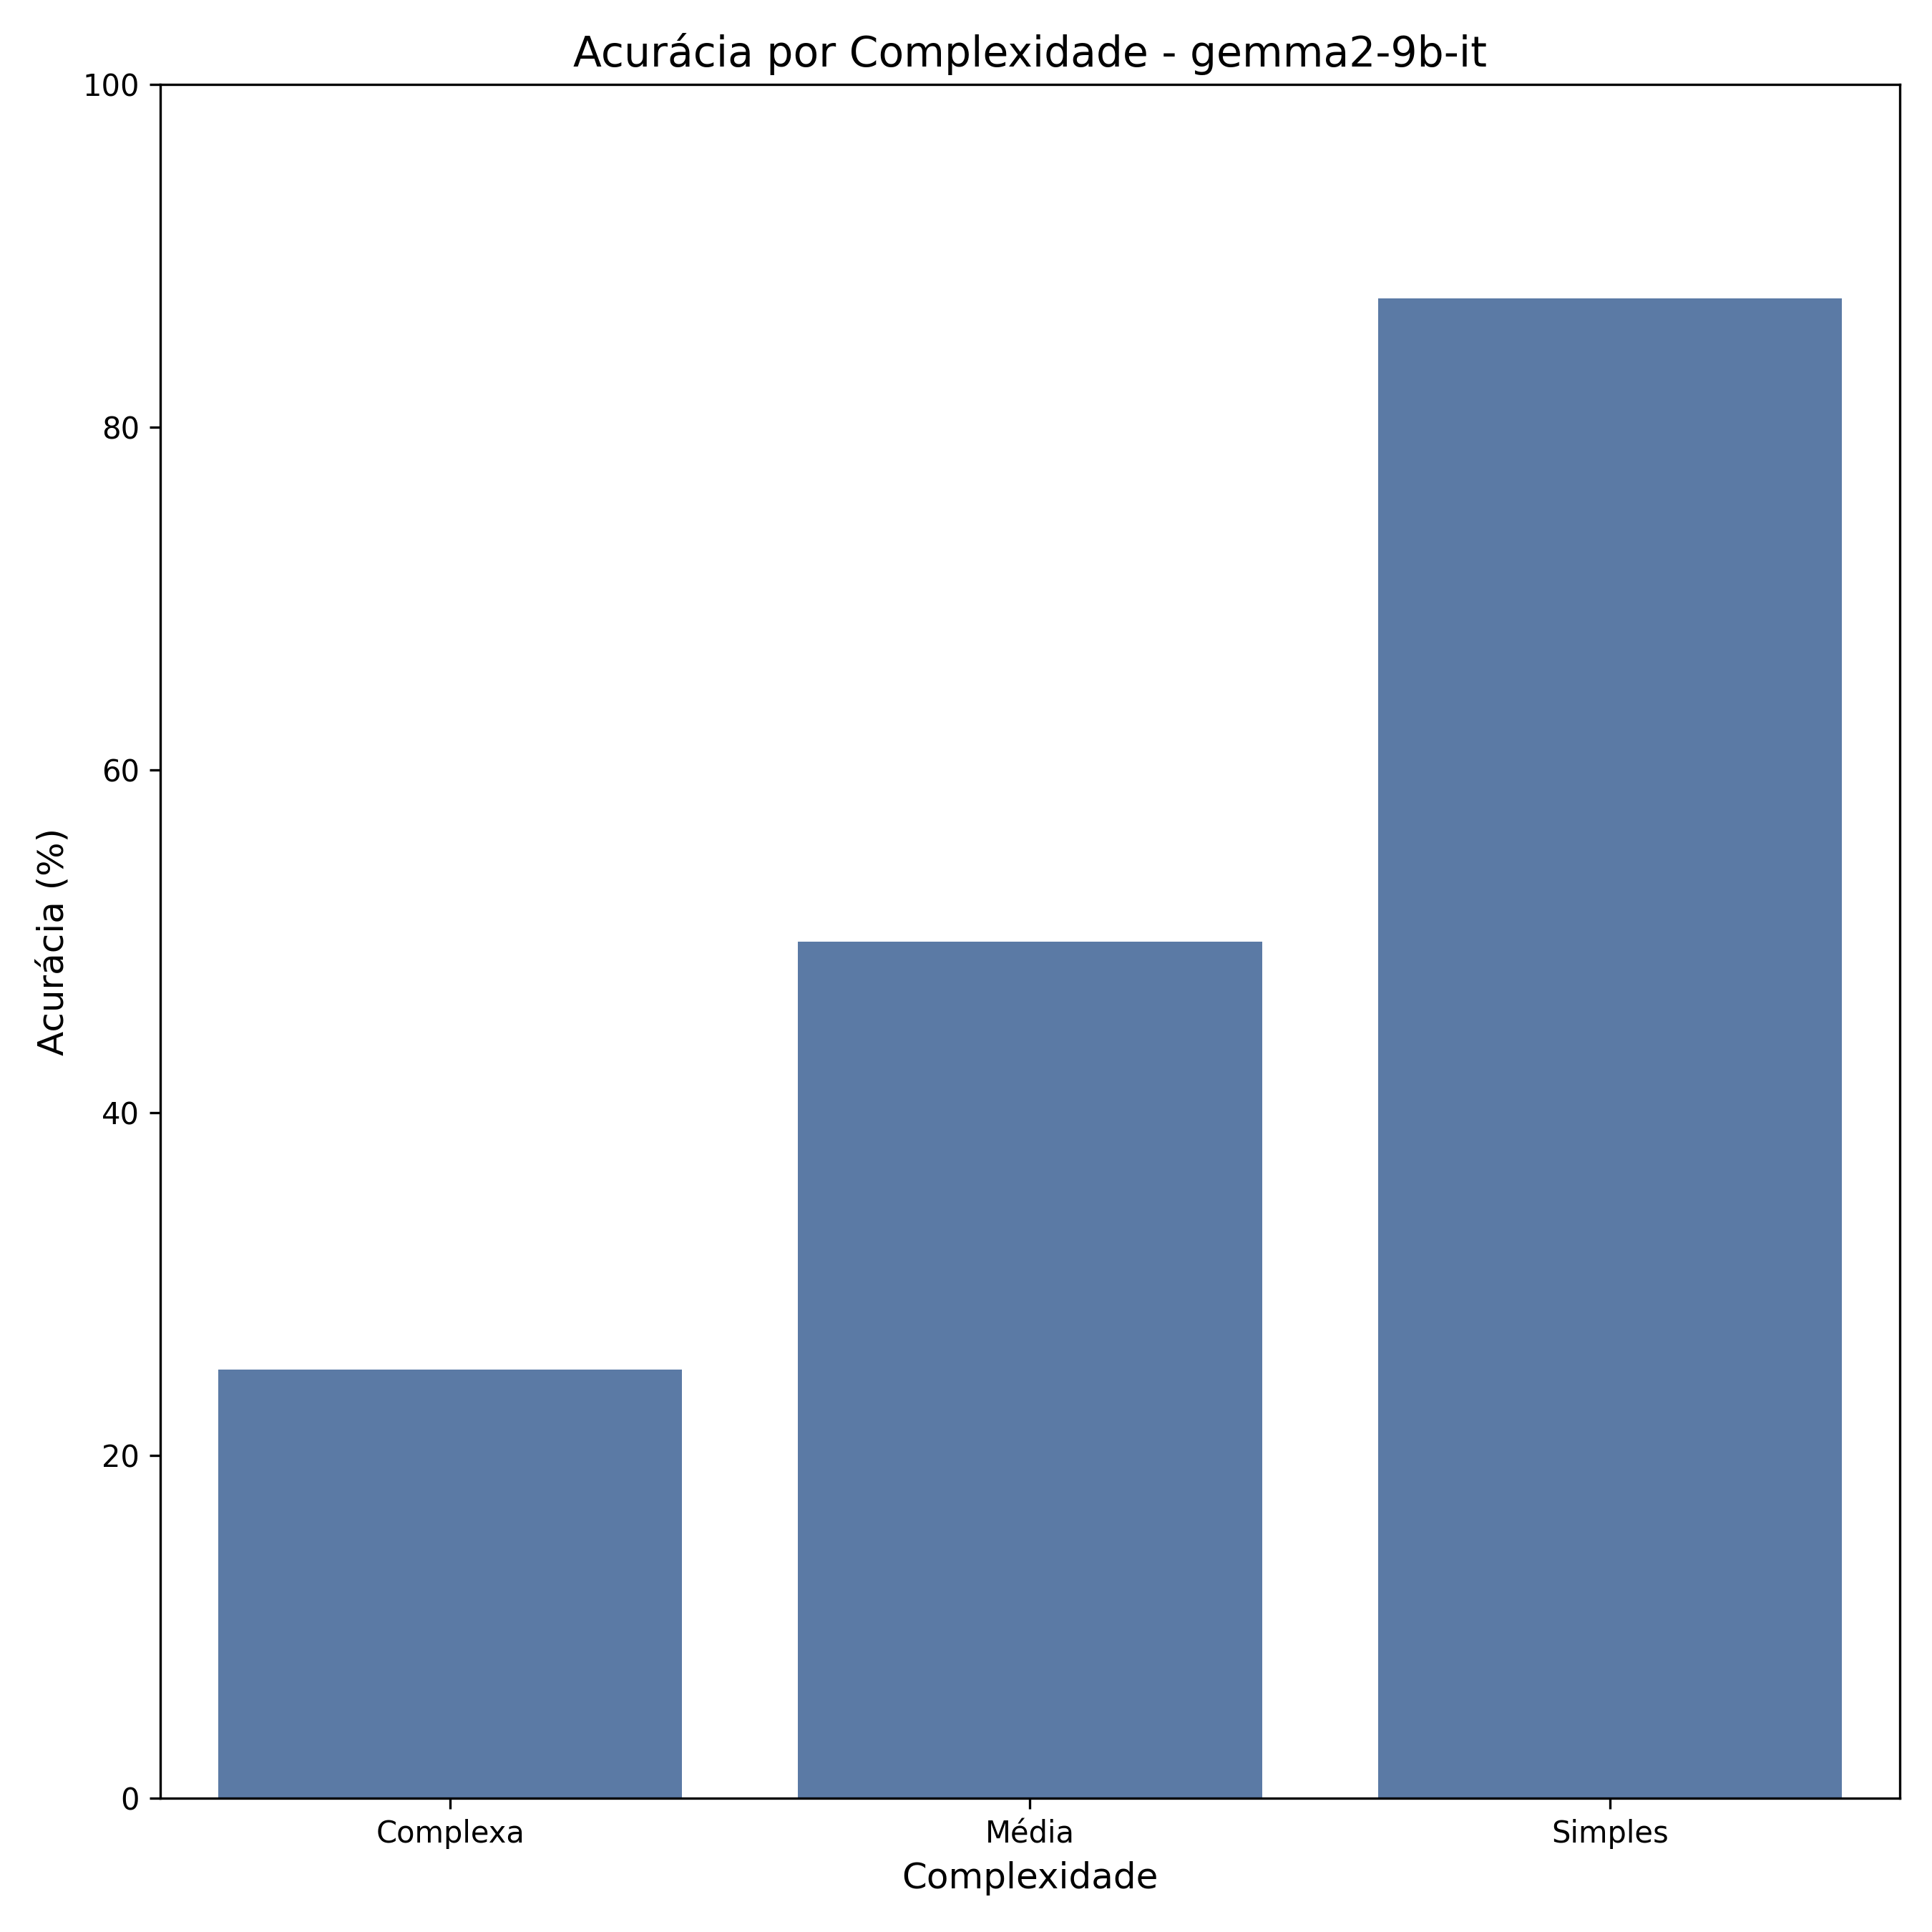 Acurácia por Complexidade - gemma2-9b-it
100
80
60
40
20
0
Acurácia (%)
Complexa
Média
Simples
Complexidade